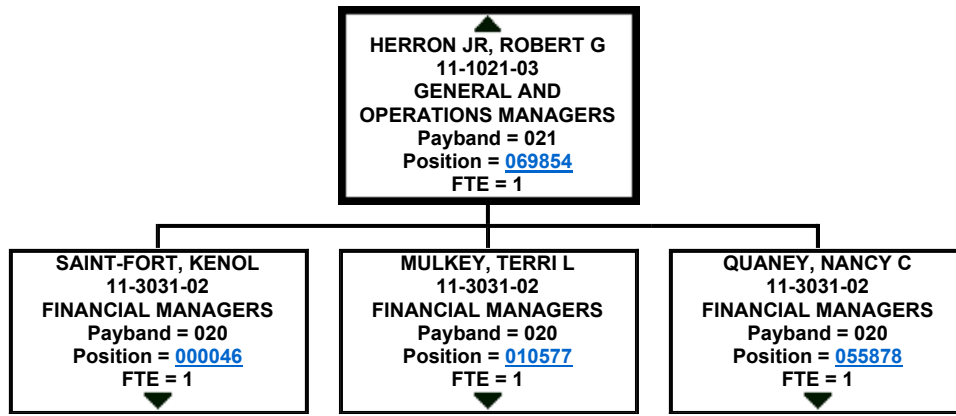 HERRON JR, ROBERT G
11-1021-03
GENERAL AND
OPERATIONS MANAGERS
Payband = 021
Position = 069854
FTE = 1
SAINT-FORT, KENOL
11-3031-02
FINANCIAL MANAGERS
Payband = 020
Position = 000046
FTE = 1
MULKEY, TERRI L
11-3031-02
FINANCIAL MANAGERS
Payband = 020
Position = 010577
FTE = 1
QUANEY, NANCY C
11-3031-02
FINANCIAL MANAGERS
Payband = 020
Position = 055878
FTE = 1